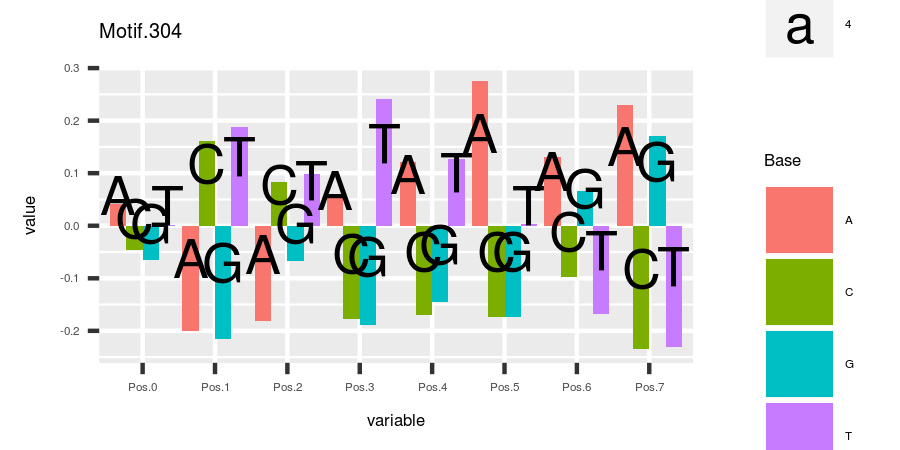 Motif.304
a 4
0.3
0.2
0.1
0.0
-0.1
-0.2
value
A C G T
A C G T
A C G T
A C G T
A C G T
A C G T
A C G T
A C G T
Pos.0 Pos.1 Pos.2 Pos.3 Pos.4 Pos.5 Pos.6 Pos.7
variable
Base
A
C
G
T